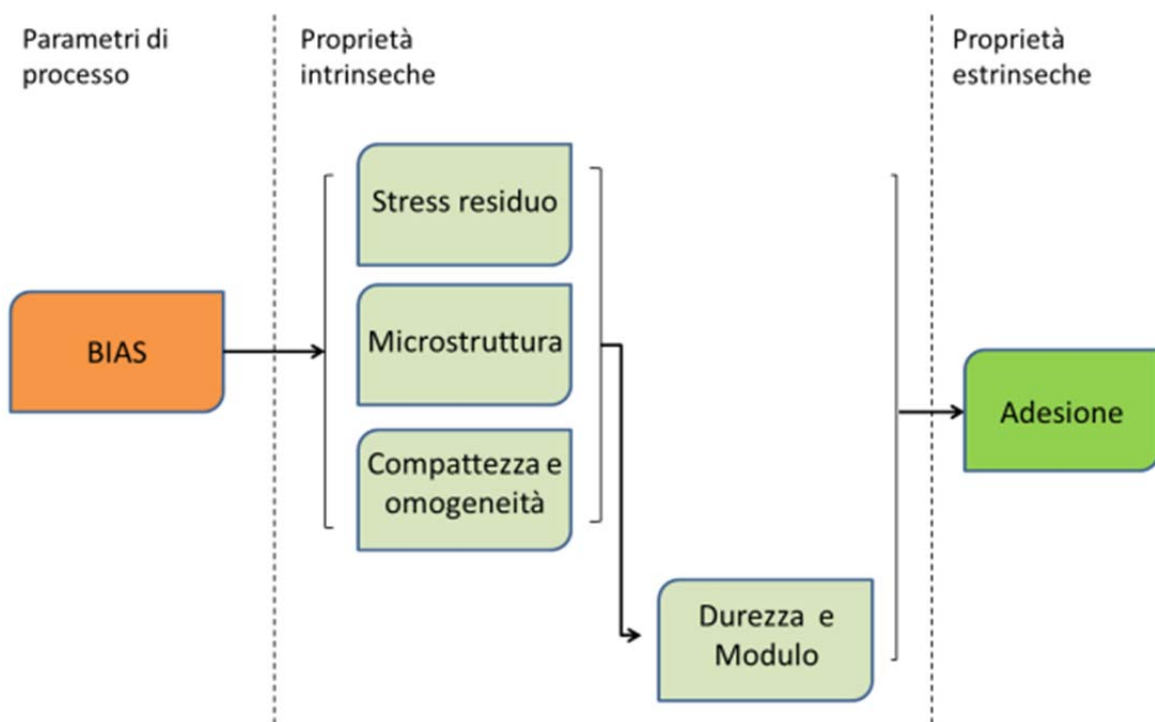 Parametri di
processo
Proprietà
intrinseche
Proprietà
estrinseche
Stress residuo
BIAS
Microstruttura
Adesione
Compattezza e
omogeneità
Durezza e
Modulo